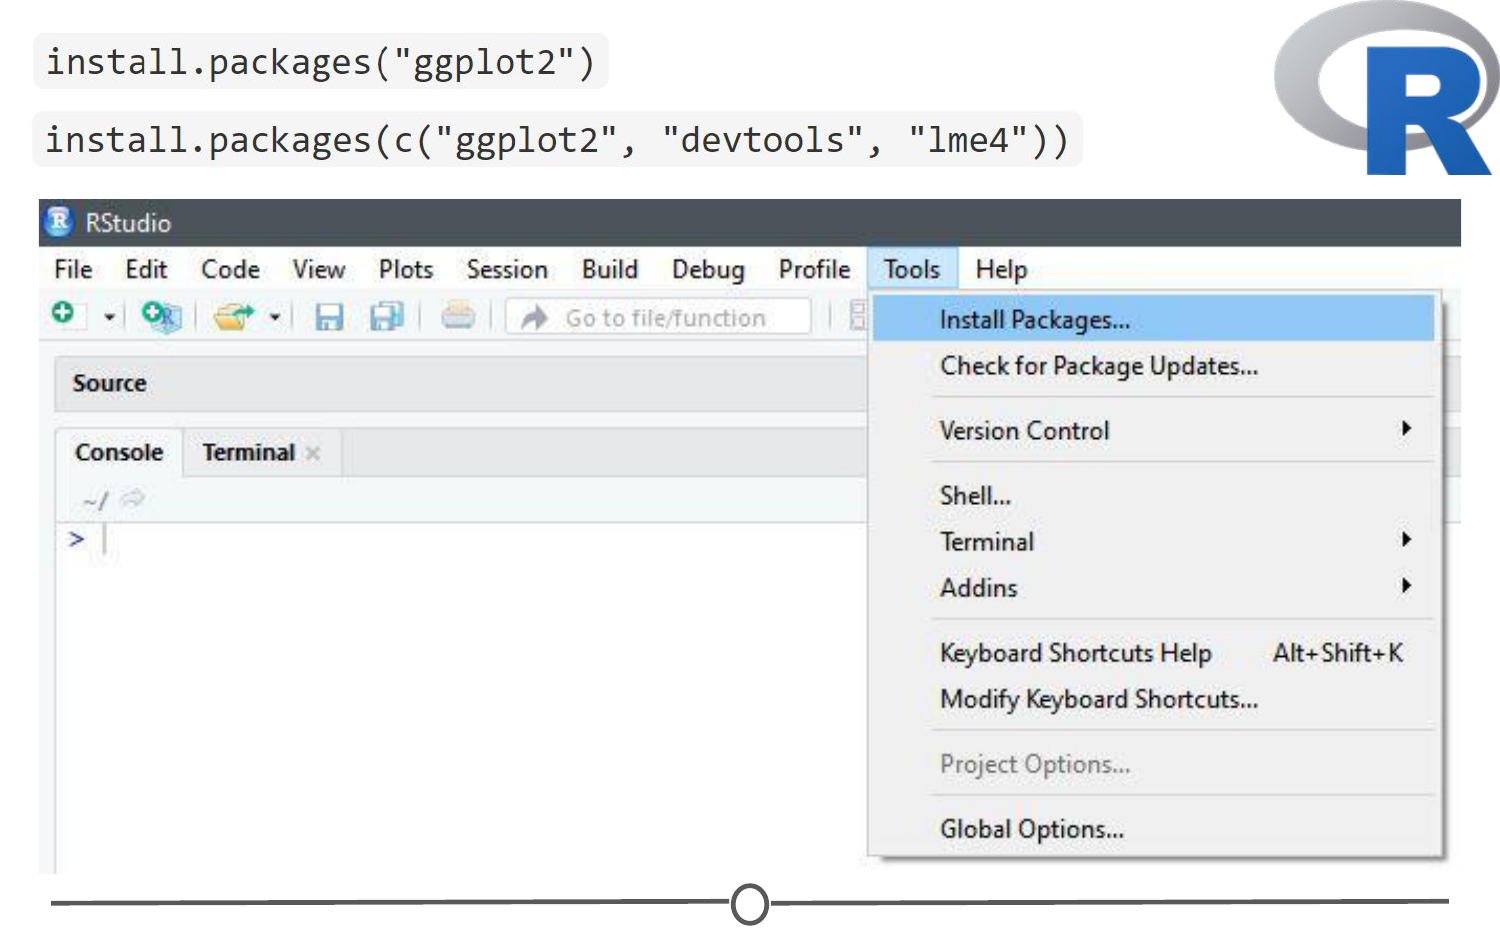 install.packages("ggplot2")
install.packages(c("ggplot2", "devtools", "lme4"))
R
R RStudio
File Edit Code View Plots Session Build Debug Profile Tools Help
Go to file/function
Install Packages...
Check for Package Updates...
Source
Version Control
Console Terminal ×
~/
Shell...
>
Terminal
Addins
Keyboard Shortcuts Help Alt+Shift+K
Modify Keyboard Shortcuts...
Project Options...
Global Options...